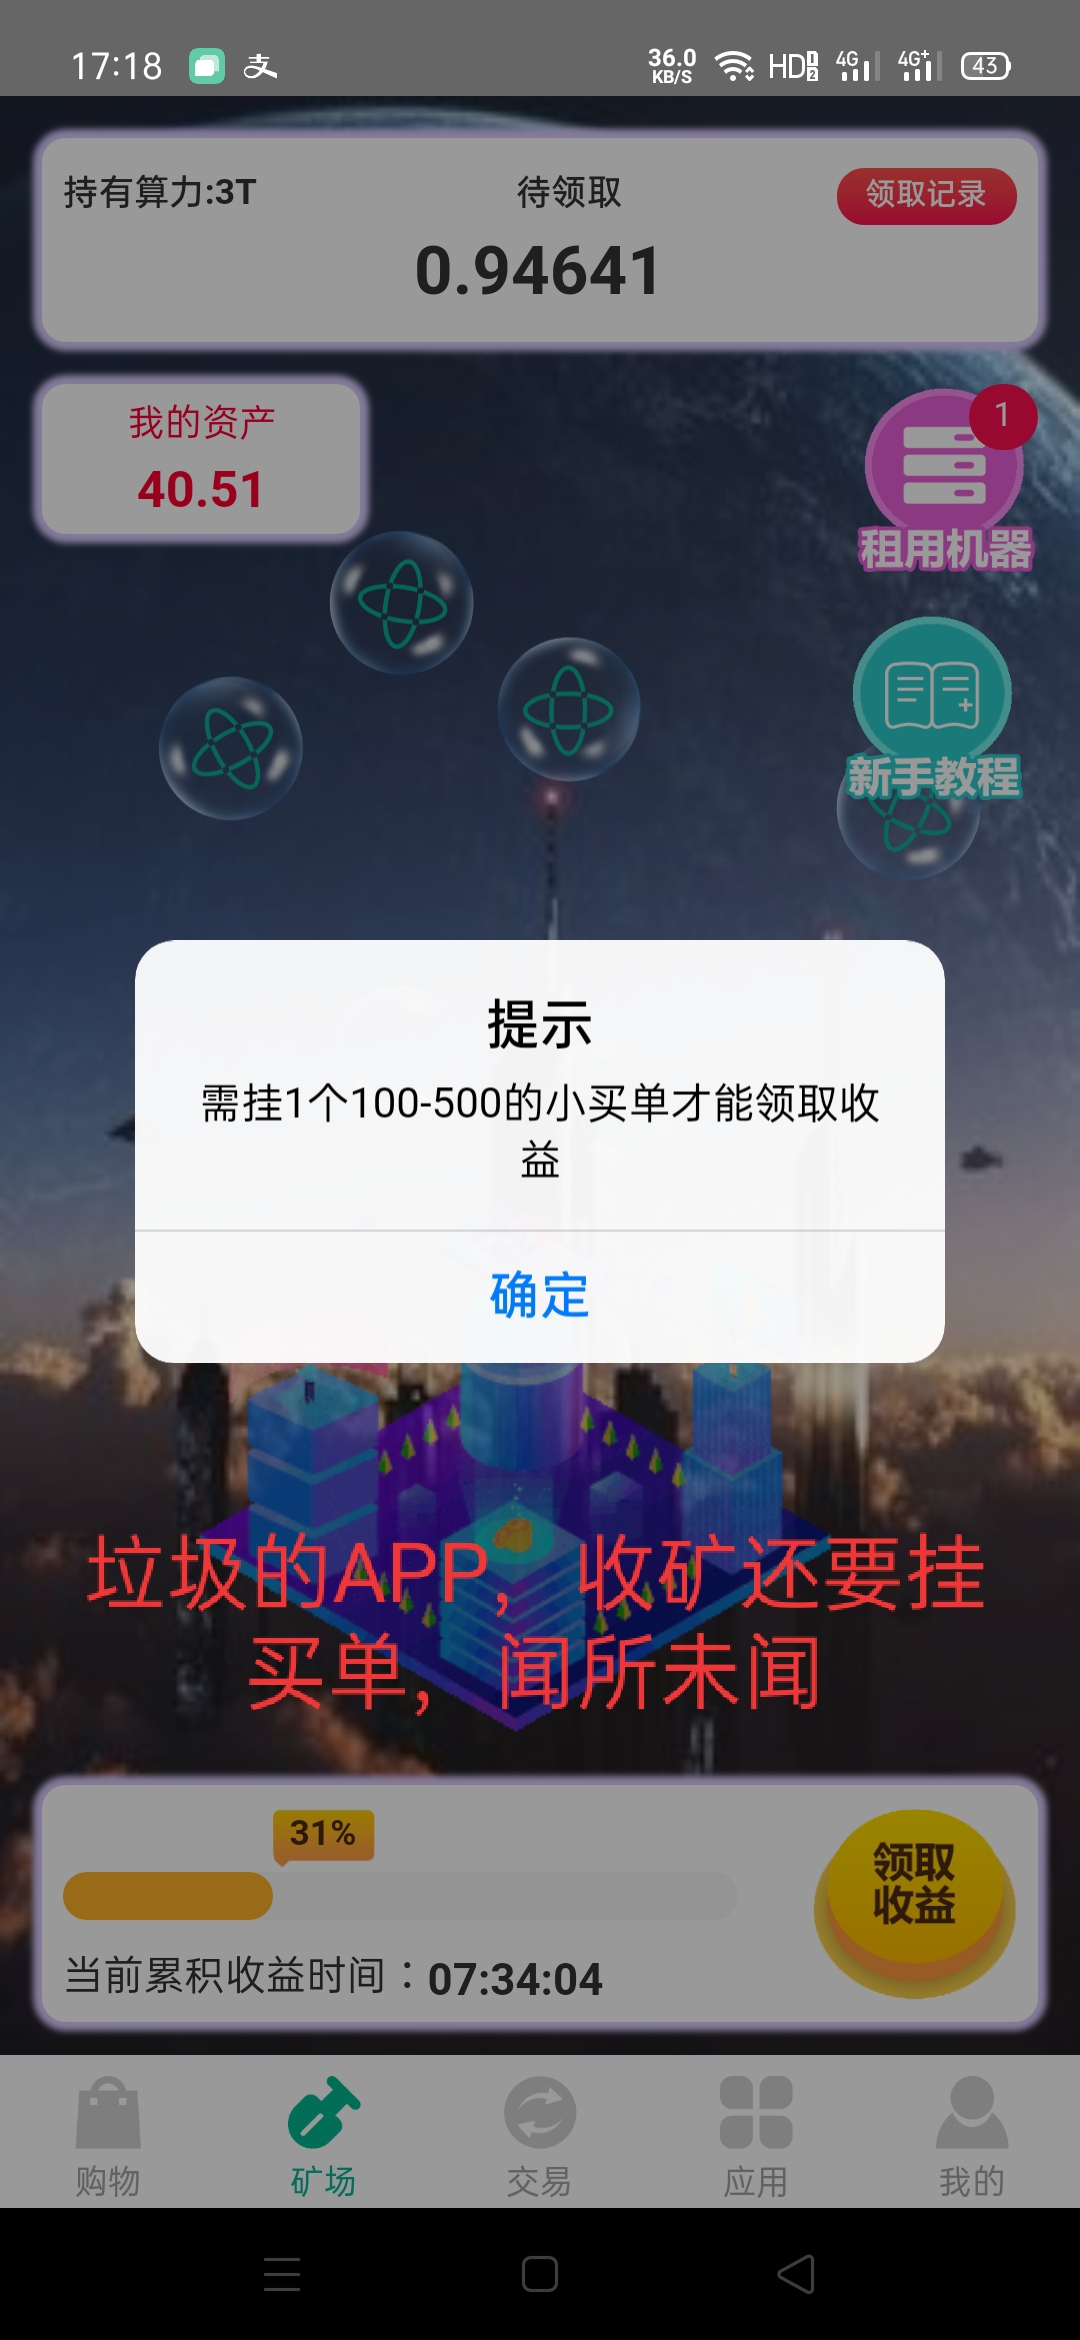 17:18
36.0
KB/S
HD 1 2
4G
4G+
43
持有算力:3T
待领取
领取记录
0.94641
我的资产
40.51
1
租用机器
新手教程
提示
需挂1个100-500的小买单才能领取收
益
确定
垃圾的APP，收矿还要挂
买单，闻所未闻
31%
领取
收益
当前累积收益时间：07:34:04
购物
矿场
交易
应用
我的